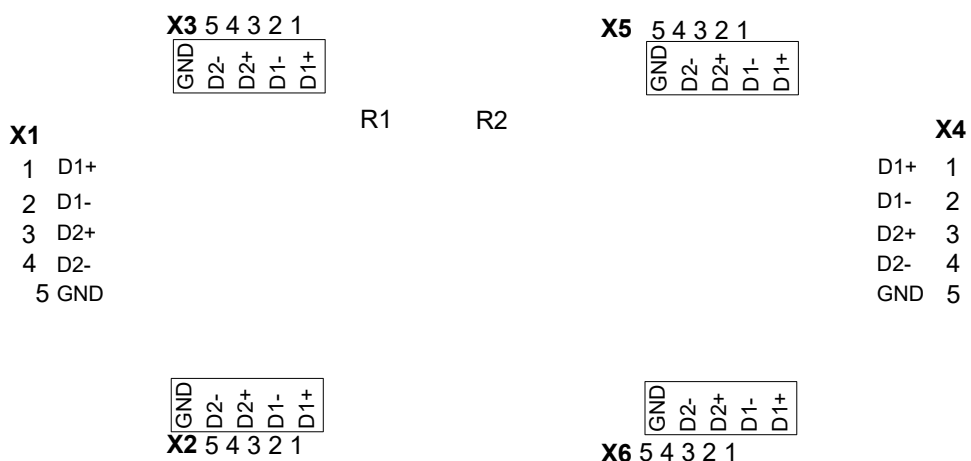 X3 5 4 3 2 1
GND D2- D2+ D1- D1+
X5 5 4 3 2 1
GND D2- D2+ D1- D1+
R1 R2
X1
1 D1+
2 D1-
3 D2+
4 D2-
5 GND
X4
D1+ 1
D1- 2
D2+ 3
D2- 4
GND 5
GND D2- D2+ D1- D1+
X2 5 4 3 2 1
GND D2- D2+ D1- D1+
X6 5 4 3 2 1